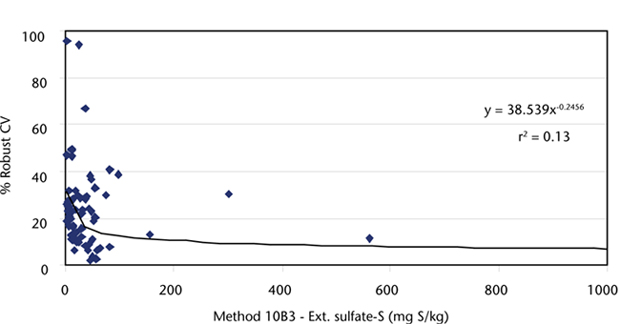 100
80
60
40
20
0
% Robust CV
y = 38.539x⁻⁰·²⁴⁵⁶
r² = 0.13
0 200 400 600 800 1000
Method 10B3 - Ext. sulfate-S (mg S/kg)